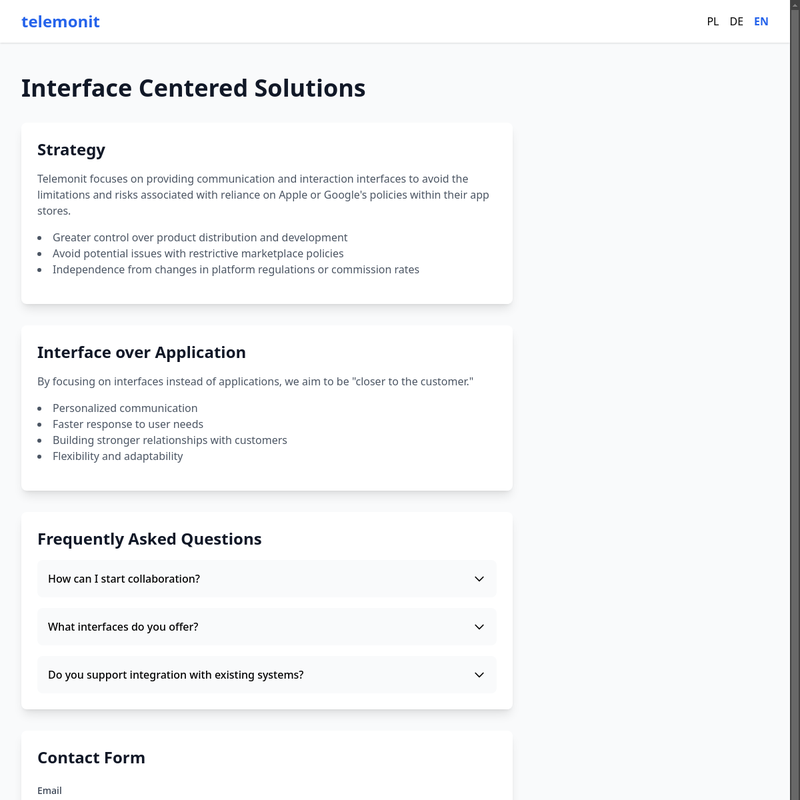 telemonit
PL DE EN
Interface Centered Solutions
Strategy
Telemonit focuses on providing communication and interaction interfaces to avoid the
limitations and risks associated with reliance on Apple or Google's policies within their app
stores.
Greater control over product distribution and development
Avoid potential issues with restrictive marketplace policies
Independence from changes in platform regulations or commission rates
Interface over Application
By focusing on interfaces instead of applications, we aim to be "closer to the customer."
Personalized communication
Faster response to user needs
Building stronger relationships with customers
Flexibility and adaptability
Frequently Asked Questions
How can I start collaboration?
What interfaces do you offer?
Do you support integration with existing systems?
Contact Form
Email